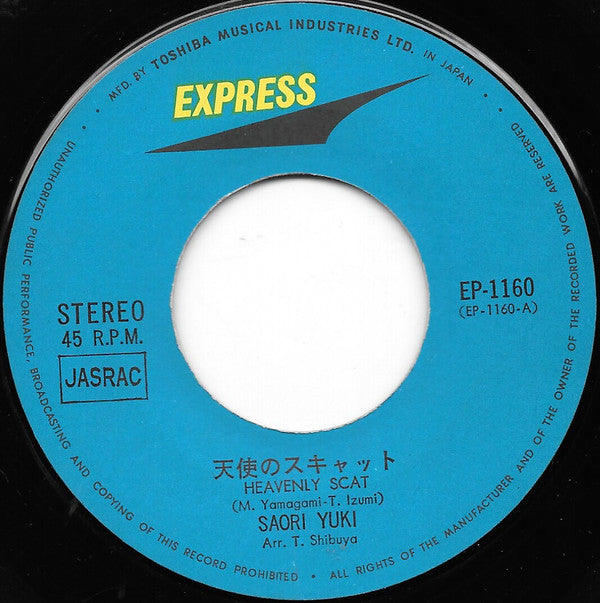 MFD. BY TOSHIBA MUSICAL INDUSTRIES LTD. IN JAPAN
EXPRESS
STEREO
45 R.P.M.
JASRAC
EP-1160
(EP-1160-A)
天使のスキャット
HEAVENLY SCAT
(M. Yamagami-T. Izumi)
SAORI YUKI
Arr. T. Shibuya
UNAUTHORIZED PUBLIC PERFORMANCE, BROADCASTING AND COPYING OF THIS RECORD PROHIBITED • ALL RIGHTS OF THE MANUFACTURER AND OF THE OWNER OF THE RECORDED WORK ARE RESERVED